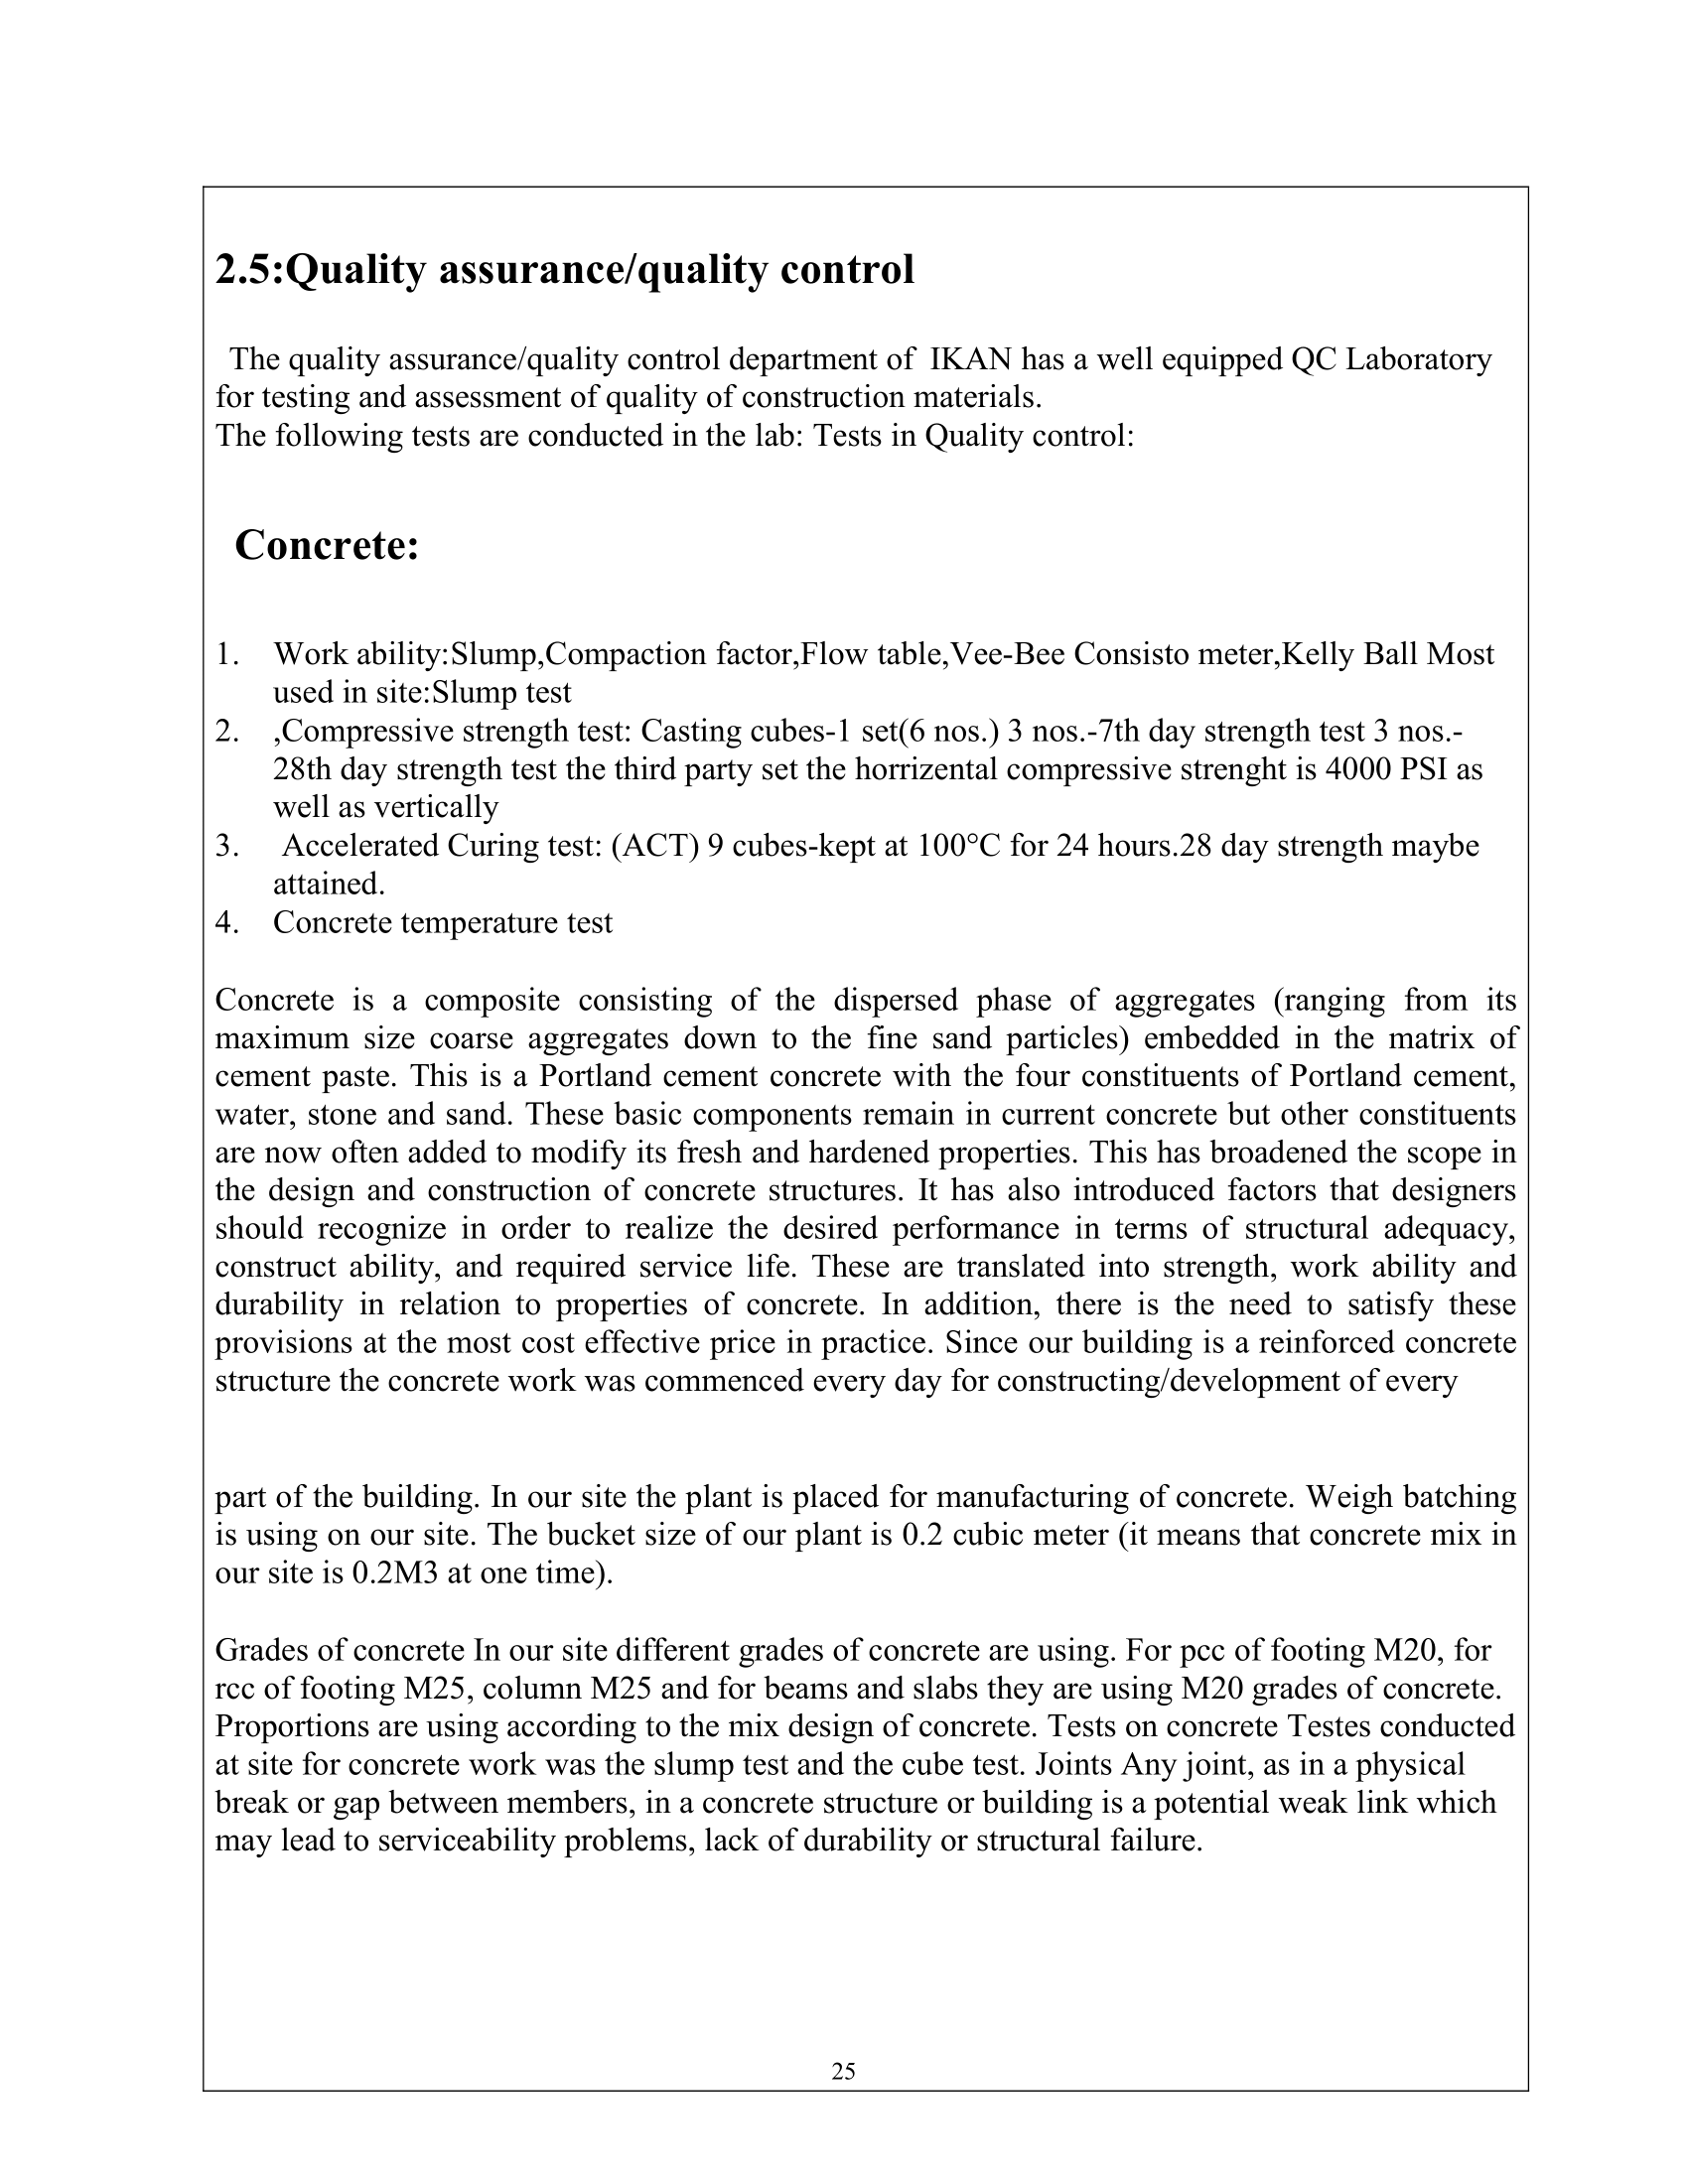 2.5:Quality assurance/quality control
The quality assurance/quality control department of  IKAN has a well equipped QC Laboratory
for testing and assessment of quality of construction materials.
The following tests are conducted in the lab: Tests in Quality control:
Concrete:
1. Work ability:Slump,Compaction factor,Flow table,Vee-Bee Consisto meter,Kelly Ball Most
used in site:Slump test
2. ,Compressive strength test: Casting cubes-1 set(6 nos.) 3 nos.-7th day strength test 3 nos.-
28th day strength test the third party set the horrizental compressive strenght is 4000 PSI as
well as vertically
3. Accelerated Curing test: (ACT) 9 cubes-kept at 100°C for 24 hours.28 day strength maybe
attained.
4. Concrete temperature test
Concrete is a composite consisting of the dispersed phase of aggregates (ranging from its
maximum size coarse aggregates down to the fine sand particles) embedded in the matrix of
cement paste. This is a Portland cement concrete with the four constituents of Portland cement,
water, stone and sand. These basic components remain in current concrete but other constituents
are now often added to modify its fresh and hardened properties. This has broadened the scope in
the design and construction of concrete structures. It has also introduced factors that designers
should recognize in order to realize the desired performance in terms of structural adequacy,
construct ability, and required service life. These are translated into strength, work ability and
durability in relation to properties of concrete. In addition, there is the need to satisfy these
provisions at the most cost effective price in practice. Since our building is a reinforced concrete
structure the concrete work was commenced every day for constructing/development of every
part of the building. In our site the plant is placed for manufacturing of concrete. Weigh batching
is using on our site. The bucket size of our plant is 0.2 cubic meter (it means that concrete mix in
our site is 0.2M3 at one time).
Grades of concrete In our site different grades of concrete are using. For pcc of footing M20, for
rcc of footing M25, column M25 and for beams and slabs they are using M20 grades of concrete.
Proportions are using according to the mix design of concrete. Tests on concrete Testes conducted
at site for concrete work was the slump test and the cube test. Joints Any joint, as in a physical
break or gap between members, in a concrete structure or building is a potential weak link which
may lead to serviceability problems, lack of durability or structural failure.
25